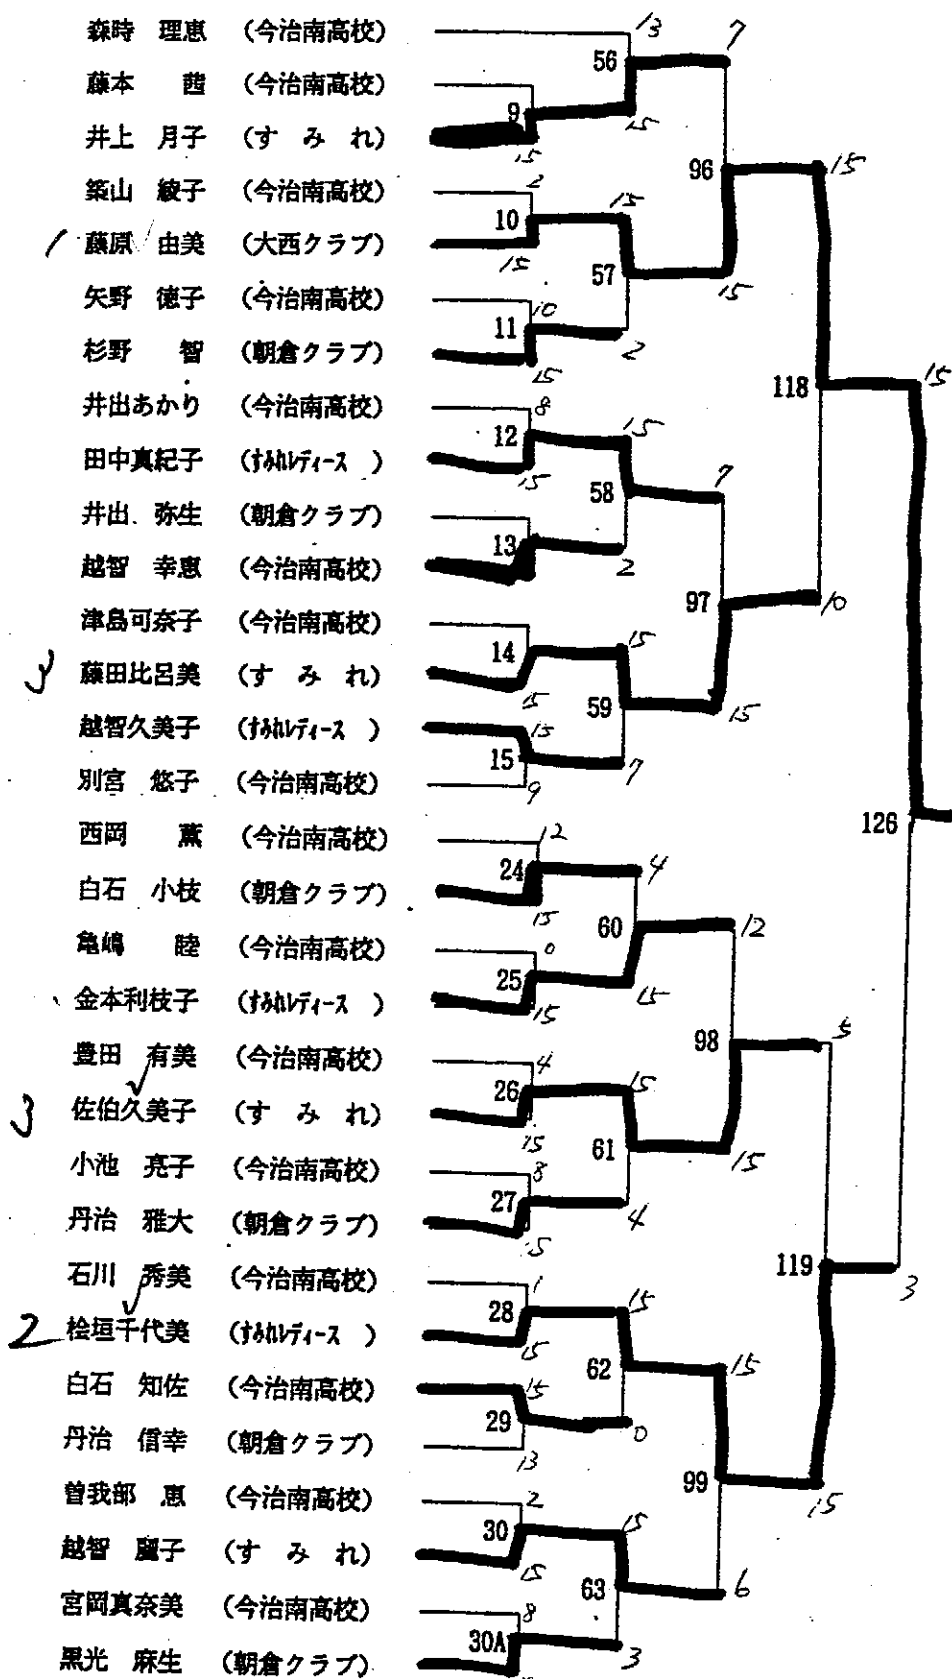 森時 理恵 (今治南高校) 13 7
56
藤本 茜 (今治南高校)
9
井上 月子 (すみれ) 15 15
96 15
築山 綾子 (今治南高校) 2
10 15
1 藤原 由美 (大西クラブ) 15
57 15
矢野 徳子 (今治南高校) 10
11 2
杉野 智 (朝倉クラブ) 15
118 15
井出あかり (今治南高校) 8
12 15
田中真紀子 (すみれレディース) 15
58 7
井出 弥生 (朝倉クラブ)
13 2
越智 幸恵 (今治南高校)
97 10
津島可奈子 (今治南高校)
14 15
3 藤田比呂美 (すみれ) 15
59 15
越智久美子 (すみれレディース) 15
15 7
別宮 悠子 (今治南高校) 9
126
西岡 薫 (今治南高校) 12
24 4
白石 小枝 (朝倉クラブ) 15
60 12
亀嶋 睦 (今治南高校) 0
25 15
金本利枝子 (すみれレディース) 15
98 5
豊田 有美 (今治南高校) 4
26 15
3 佐伯久美子 (すみれ) 15
61 15
小池 亮子 (今治南高校) 8
27 4
丹治 雅大 (朝倉クラブ) 15
119 3
石川 秀美 (今治南高校) 1
28 15
2 桧垣千代美 (すみれレディース) 15
62 15
白石 知佐 (今治南高校) 15
29 0
丹治 信幸 (朝倉クラブ) 13
99 15
曽我部 恵 (今治南高校) 2
30 15
越智 麗子 (すみれ) 15
63 6
宮岡真奈美 (今治南高校) 8
30A 3
黒光 麻生 (朝倉クラブ)